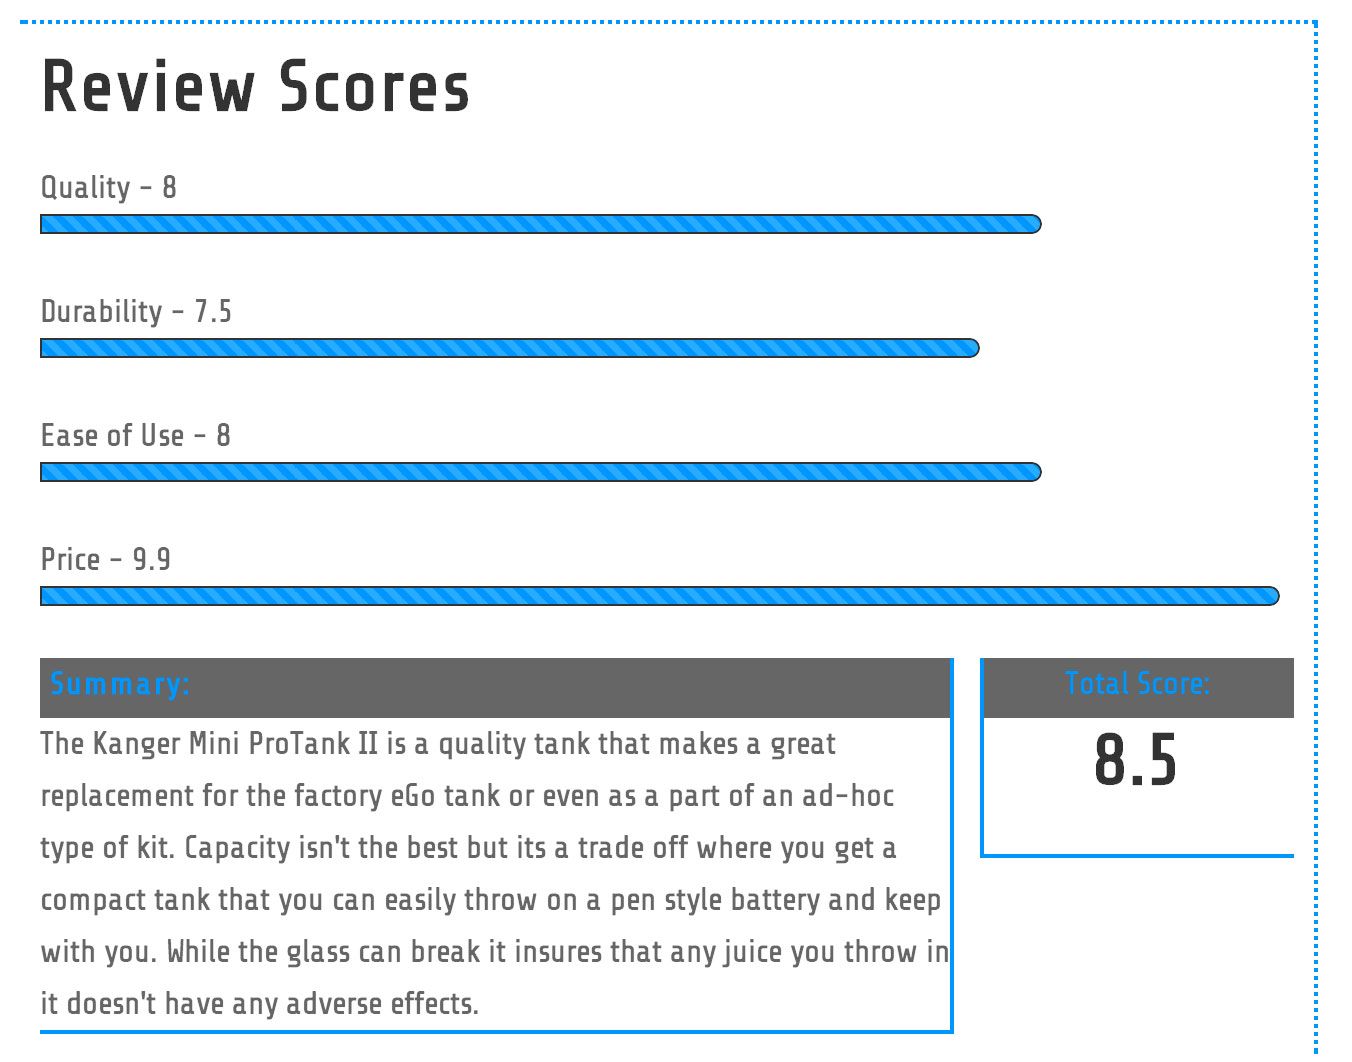 Review Scores
Quality - 8
Durability - 7.5
Ease of Use - 8
Price - 9.9
Summary:
The Kanger Mini ProTank II is a quality tank that makes a great
replacement for the factory eGo tank or even as a part of an ad-hoc
type of kit. Capacity isn't the best but its a trade off where you get a
compact tank that you can easily throw on a pen style battery and keep
with you. While the glass can break it insures that any juice you throw in
it doesn't have any adverse effects.
Total Score:
8.5